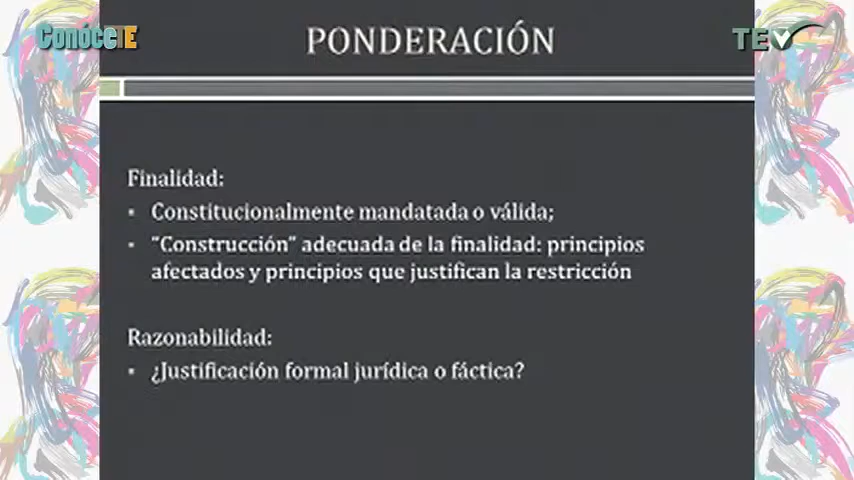 ConóceTE
TEV
PONDERACIÓN
Finalidad:
▪ Constitucionalmente mandatada o válida;
▪ "Construcción" adecuada de la finalidad: principios
afectados y principios que justifican la restricción
Razonabilidad:
▪ ¿Justificación formal jurídica o fáctica?